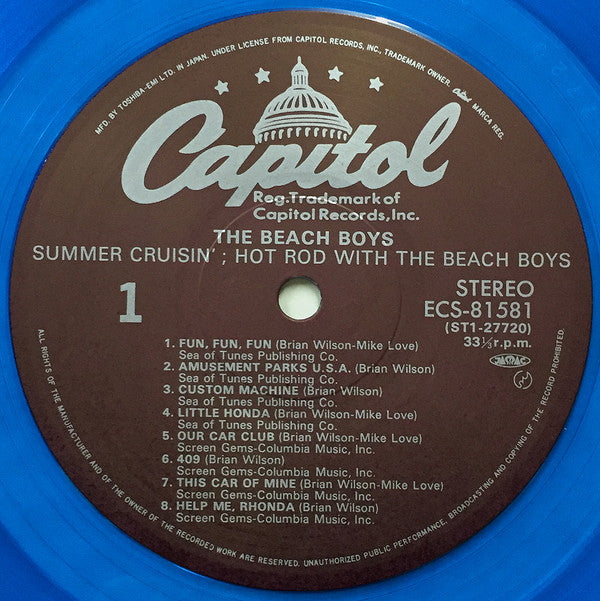 MFD. BY TOSHIBA-EMI LTD. IN JAPAN. UNDER LICENSE FROM CAPITOL RECORDS, INC., TRADEMARK OWNER. Capitol MARCA REG.
Capitol
Reg.Trademark of
Capitol Records,Inc.
THE BEACH BOYS
SUMMER CRUISIN' ; HOT ROD WITH THE BEACH BOYS
1
STEREO
ECS-81581
(ST1-27720)
33⅓r.p.m.
1. FUN, FUN, FUN (Brian Wilson-Mike Love)
Sea of Tunes Publishing Co.
2. AMUSEMENT PARKS U.S.A. (Brian Wilson)
Sea of Tunes Publishing Co.
3. CUSTOM MACHINE (Brian Wilson)
Sea of Tunes Publishing Co.
4. LITTLE HONDA (Brian Wilson-Mike Love)
Sea of Tunes Publishing Co.
5. OUR CAR CLUB (Brian Wilson-Mike Love)
Screen Gems-Columbia Music, Inc.
6. 409 (Brian Wilson)
Screen Gems-Columbia Music, Inc.
7. THIS CAR OF MINE (Brian Wilson-Mike Love)
Screen Gems-Columbia Music, Inc.
8. HELP ME, RHONDA (Brian Wilson)
Screen Gems-Columbia Music, Inc.
ALL RIGHTS OF THE MANUFACTURER AND OF THE OWNER OF THE RECORDED WORK ARE RESERVED. UNAUTHORIZED PUBLIC PERFORMANCE, BROADCASTING AND COPYING OF THE RECORD PROHIBITED.